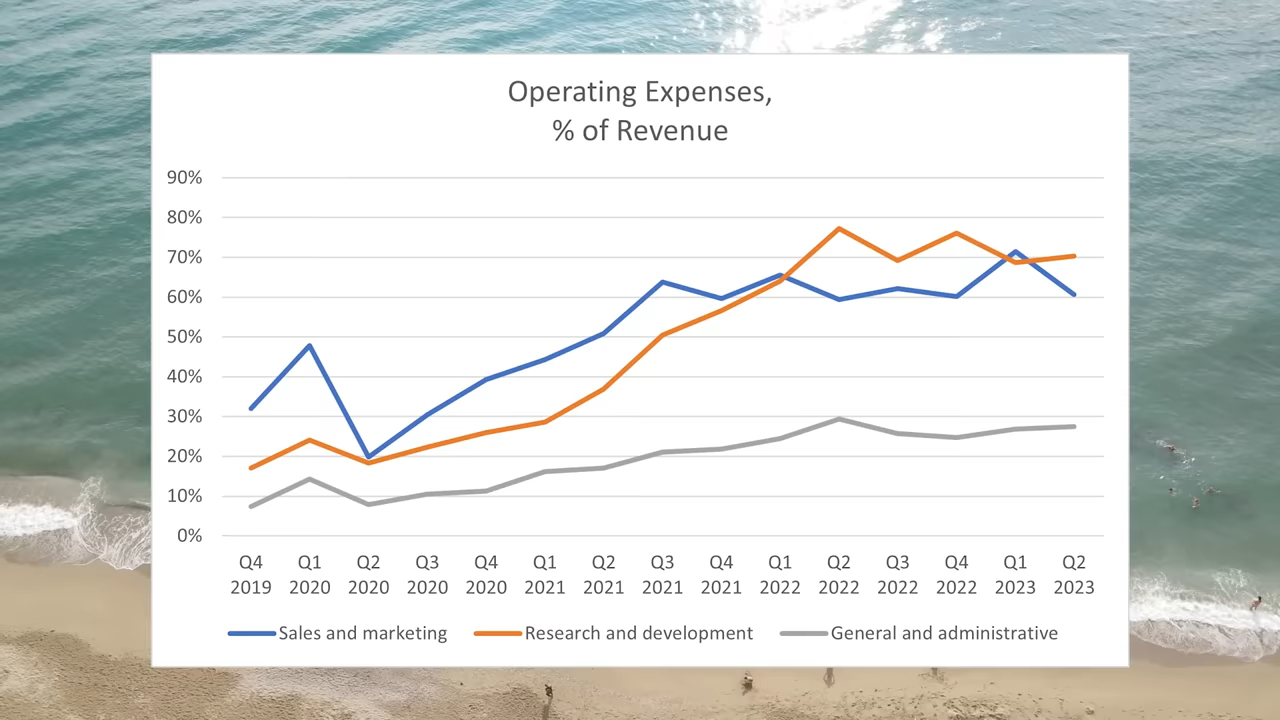 Operating Expenses,
% of Revenue
90%
80%
70%
60%
50%
40%
30%
20%
10%
0%
Q4 Q1 Q2 Q3 Q4 Q1 Q2 Q3 Q4 Q1 Q2 Q3 Q4 Q1 Q2
2019 2020 2020 2020 2020 2021 2021 2021 2021 2022 2022 2022 2022 2023 2023
Sales and marketing Research and development General and administrative